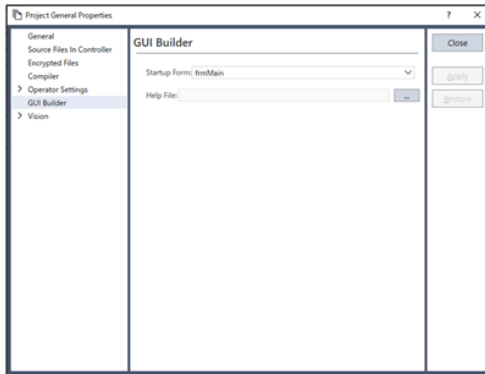 Project General Properties
General
Source Files In Controller
Encrypted Files
Compiler
Operator Settings
GUI Builder
Vision
GUI Builder
Startup Form: frmMain
Help File:
...
Close
Apply
Restore